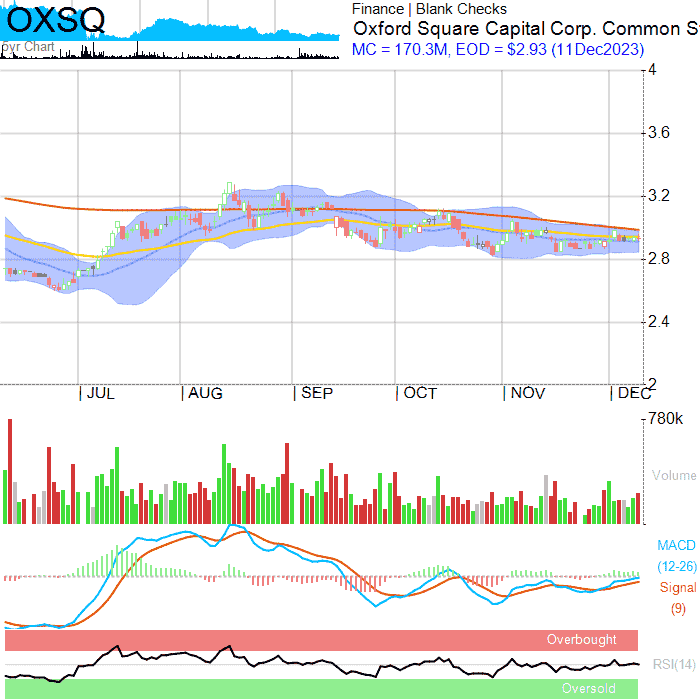 OXSQ
5yr Chart
Finance | Blank Checks
Oxford Square Capital Corp. Common S
MC = 170.3M, EOD = $2.93 (11Dec2023)
4
3.6
3.2
2.8
2.4
2
| JUL | AUG | SEP | OCT | NOV | DEC
780k
Volume
MACD
(12-26)
Signal
(9)
Overbought
RSI(14)
Oversold